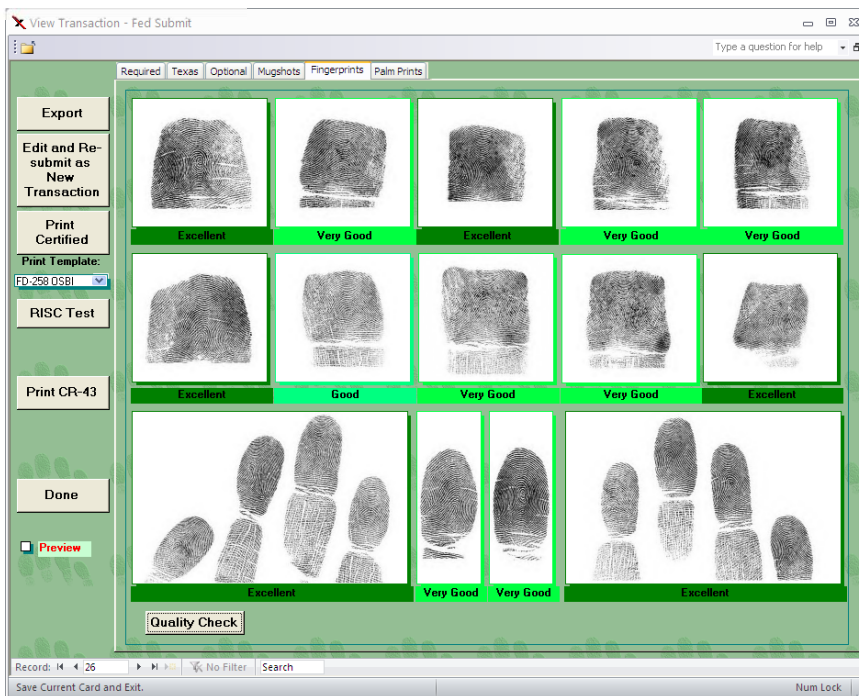 View Transaction - Fed Submit
Type a question for help
Required Texas Optional Mugshots Fingerprints Palm Prints
Export
Edit and Re-
submit as
New
Transaction
Print
Certified
Print Template:
FD-258 OSBI
RISC Test
Print CR-43
Done
Preview
Excellent Very Good Excellent Very Good Very Good
Excellent Good Very Good Very Good Excellent
Excellent Very Good Very Good Excellent
Quality Check
Record: 26 No Filter Search
Save Current Card and Exit. Num Lock